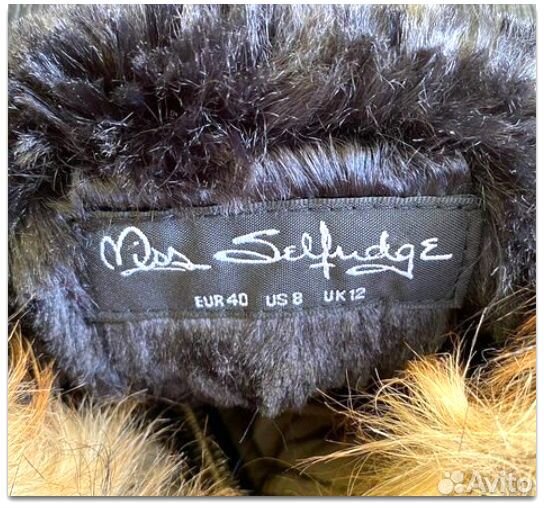 Miss Selfridge
EUR 40 US 8 UK 12
Avito